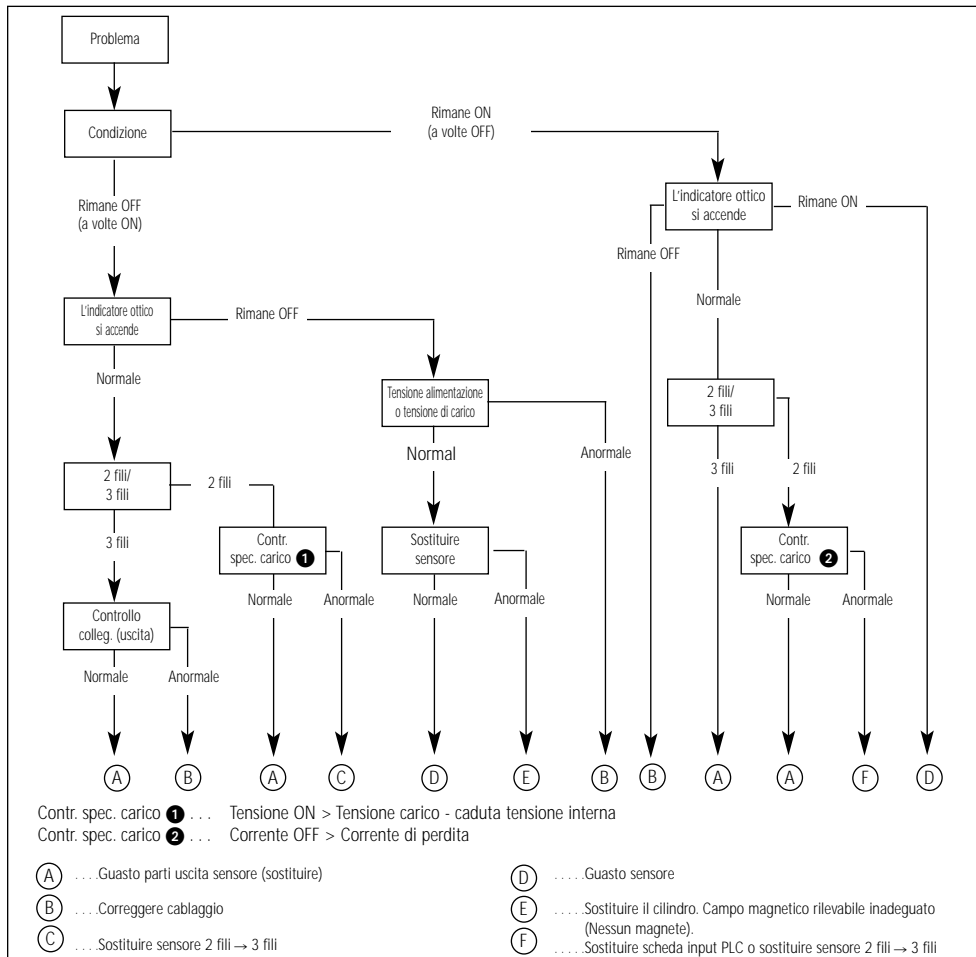 Problema
Condizione
Rimane ON
(a volte OFF)
Rimane OFF
(a volte ON)
L'indicatore ottico
si accende
Rimane ON
Rimane OFF
Normale
L'indicatore ottico
si accende
Rimane OFF
Normale
Tensione alimentazione
o tensione di carico
2 fili/
3 fili
Normal
Anormale
3 fili
2 fili
2 fili/
3 fili
2 fili
3 fili
Contr.
spec. carico ❶
Sostituire
sensore
Contr.
spec. carico ❷
Normale
Anormale
Normale
Anormale
Normale
Anormale
Controllo
colleg. (uscita)
Normale
Anormale
A B A C D E B B A A F D
Contr. spec. carico ❶ . . . Tensione ON > Tensione carico - caduta tensione interna
Contr. spec. carico ❷ . . . Corrente OFF > Corrente di perdita
A . . . .Guasto parti uscita sensore (sostituire)
B . . . .Correggere cablaggio
C . . . .Sostituire sensore 2 fili → 3 fili
D . . . . .Guasto sensore
E . . . . .Sostituire il cilindro. Campo magnetico rilevabile inadeguato
(Nessun magnete).
F . . . . .Sostituire scheda input PLC o sostituire sensore 2 fili → 3 fili